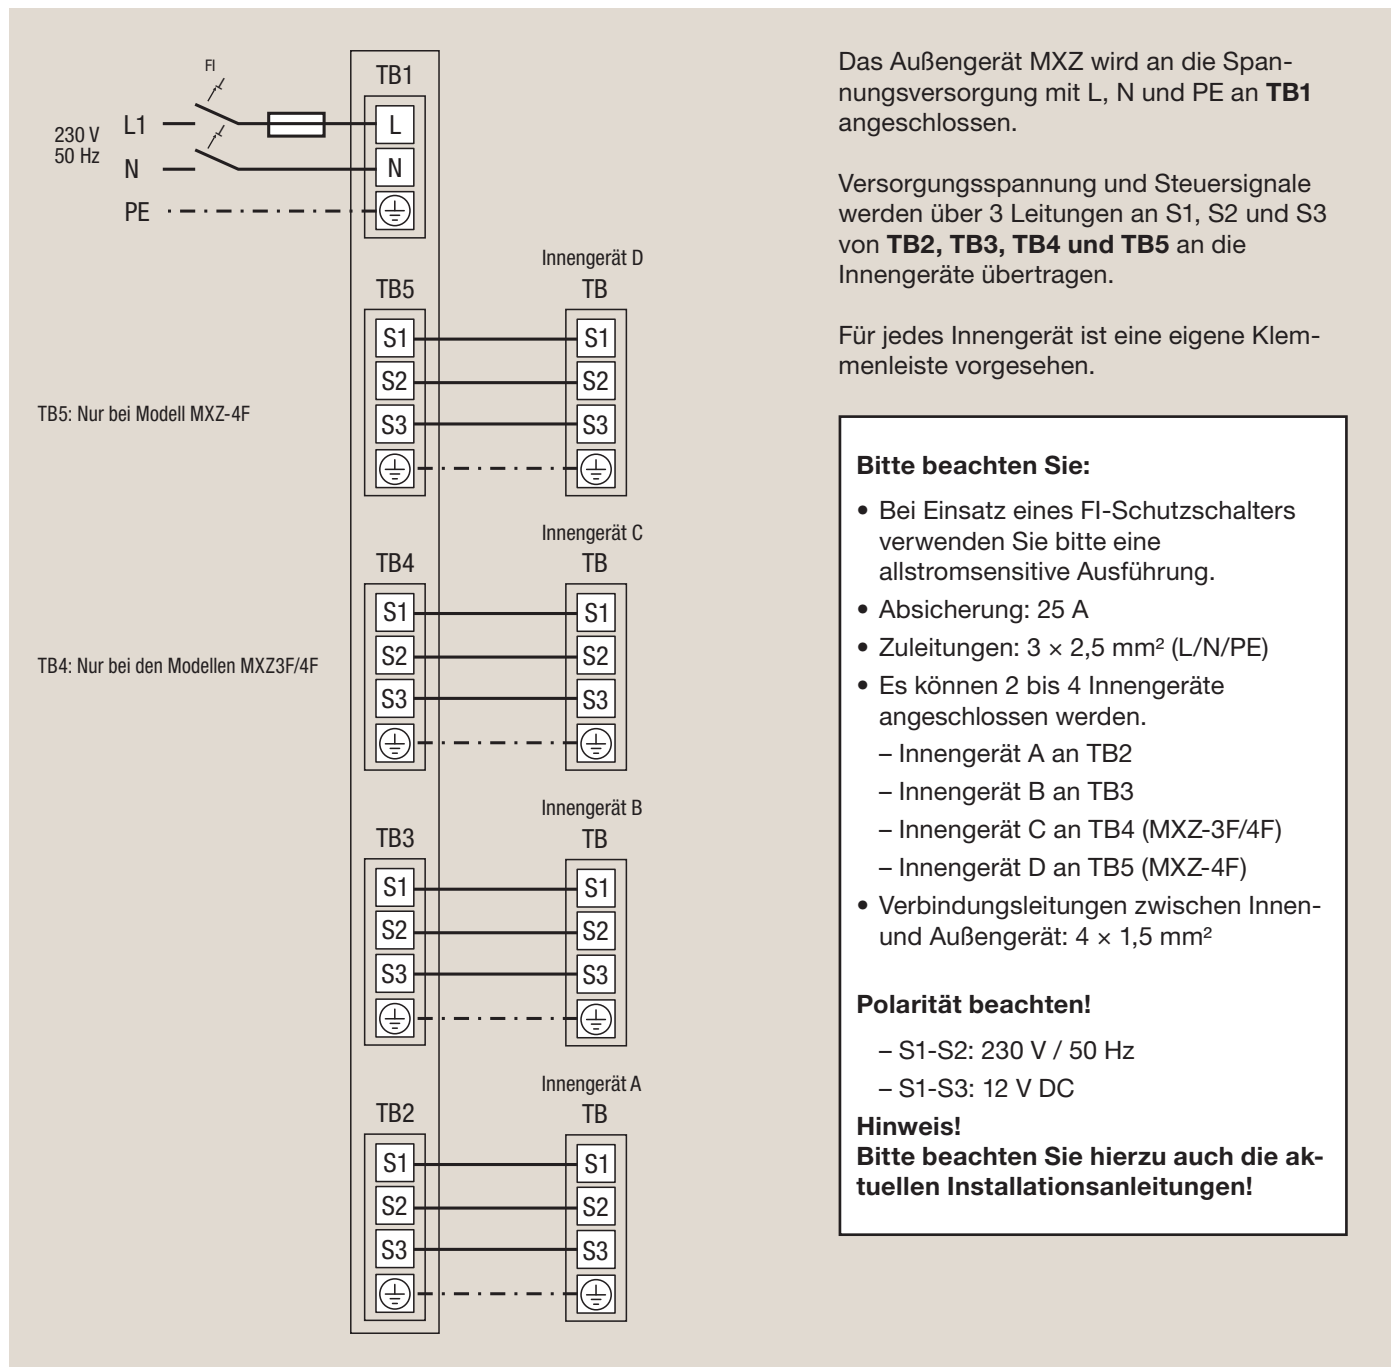 FI
TB1
L1
L
230 V
50 Hz
N
N
PE
Innengerät D
TB5
TB
S1
S1
S2
S2
TB5: Nur bei Modell MXZ-4F
S3
S3
Innengerät C
TB4
TB
S1
S1
S2
S2
TB4: Nur bei den Modellen MXZ3F/4F
S3
S3
Innengerät B
TB3
TB
S1
S1
S2
S2
S3
S3
Innengerät A
TB2
TB
S1
S1
S2
S2
S3
S3
Das Außengerät MXZ wird an die Span-
nungsversorgung mit L, N und PE an TB1
angeschlossen.
Versorgungsspannung und Steuersignale
werden über 3 Leitungen an S1, S2 und S3
von TB2, TB3, TB4 und TB5 an die
Innengeräte übertragen.
Für jedes Innengerät ist eine eigene Klem-
menleiste vorgesehen.
Bitte beachten Sie:
• Bei Einsatz eines FI-Schutzschalters
verwenden Sie bitte eine
allstromsensitive Ausführung.
• Absicherung: 25 A
• Zuleitungen: 3 × 2,5 mm² (L/N/PE)
• Es können 2 bis 4 Innengeräte
angeschlossen werden.
– Innengerät A an TB2
– Innengerät B an TB3
– Innengerät C an TB4 (MXZ-3F/4F)
– Innengerät D an TB5 (MXZ-4F)
• Verbindungsleitungen zwischen Innen-
und Außengerät: 4 × 1,5 mm²
Polarität beachten!
– S1-S2: 230 V / 50 Hz
– S1-S3: 12 V DC
Hinweis!
Bitte beachten Sie hierzu auch die ak-
tuellen Installationsanleitungen!